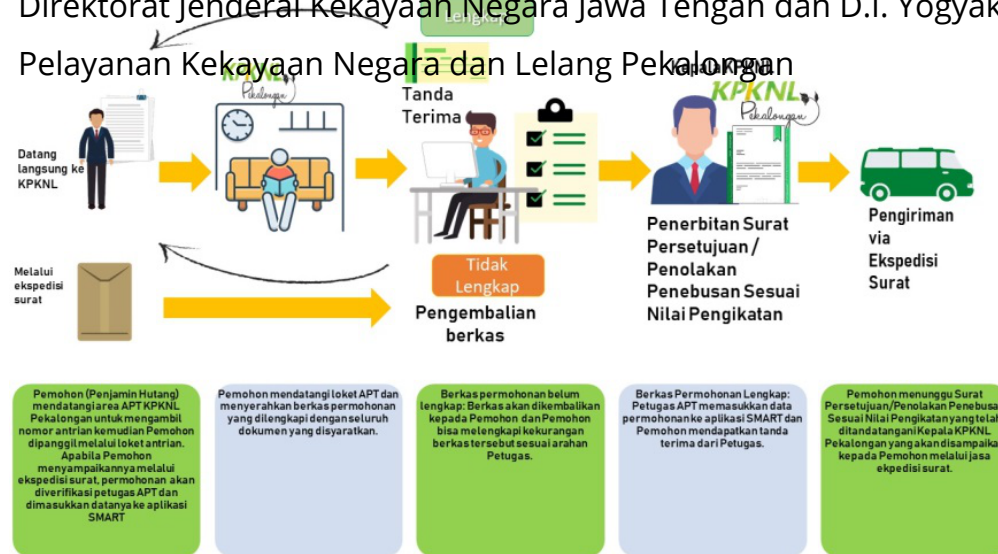 Direktorat Jenderal Kekayaan Negara Jawa Tengah dan D.I. Yogyak
Lengkap
Pelayanan Kekayaan Negara dan Lelang Pekalongan
Kepala KPKNL
KPKNL
Pekalongan
KPKNL
Pekalongan
Tanda
Terima
Datang
langsung ke
KPKNL
Penerbitan Surat
Persetujuan /
Penolakan
Penebusan Sesuai
Nilai Pengikatan
Pengiriman
via
Ekspedisi
Surat
Melalui
ekspedisi
surat
Tidak
Lengkap
Pengembalian
berkas
Pemohon (Penjamin Hutang)
mendatangi area APT KPKNL
Pekalongan untuk mengambil
nomor antrian kemudian Pemohon
dipanggil melalui loket antrian.
Apabila Pemohon
menyampaikannya melalui
ekspedisi surat, permohonan akan
diverifikasi petugas APT dan
dimasukkan datanya ke aplikasi
SMART
Pemohon mendatangi loket APT dan
menyerahkan berkas permohonan
yang dilengkapi dengan seluruh
dokumen yang disyaratkan.
Berkas permohonan belum
lengkap: Berkas akan dikembalikan
kepada Pemohon dan Pemohon
bisa melengkapi kekurangan
berkas tersebut sesuai arahan
Petugas.
Berkas Permohonan Lengkap:
Petugas APT memasukkan data
permohonan ke aplikasi SMART dan
Pemohon mendapatkan tanda
terima dari Petugas.
Pemohon menunggu Surat
Persetujuan/Penolakan Penebusa
Sesuai Nilai Pengikatan yang tela
ditandatangani Kepala KPKNL
Pekalongan yang akan disampaika
kepada Pemohon melalui jasa
ekpedisi surat.